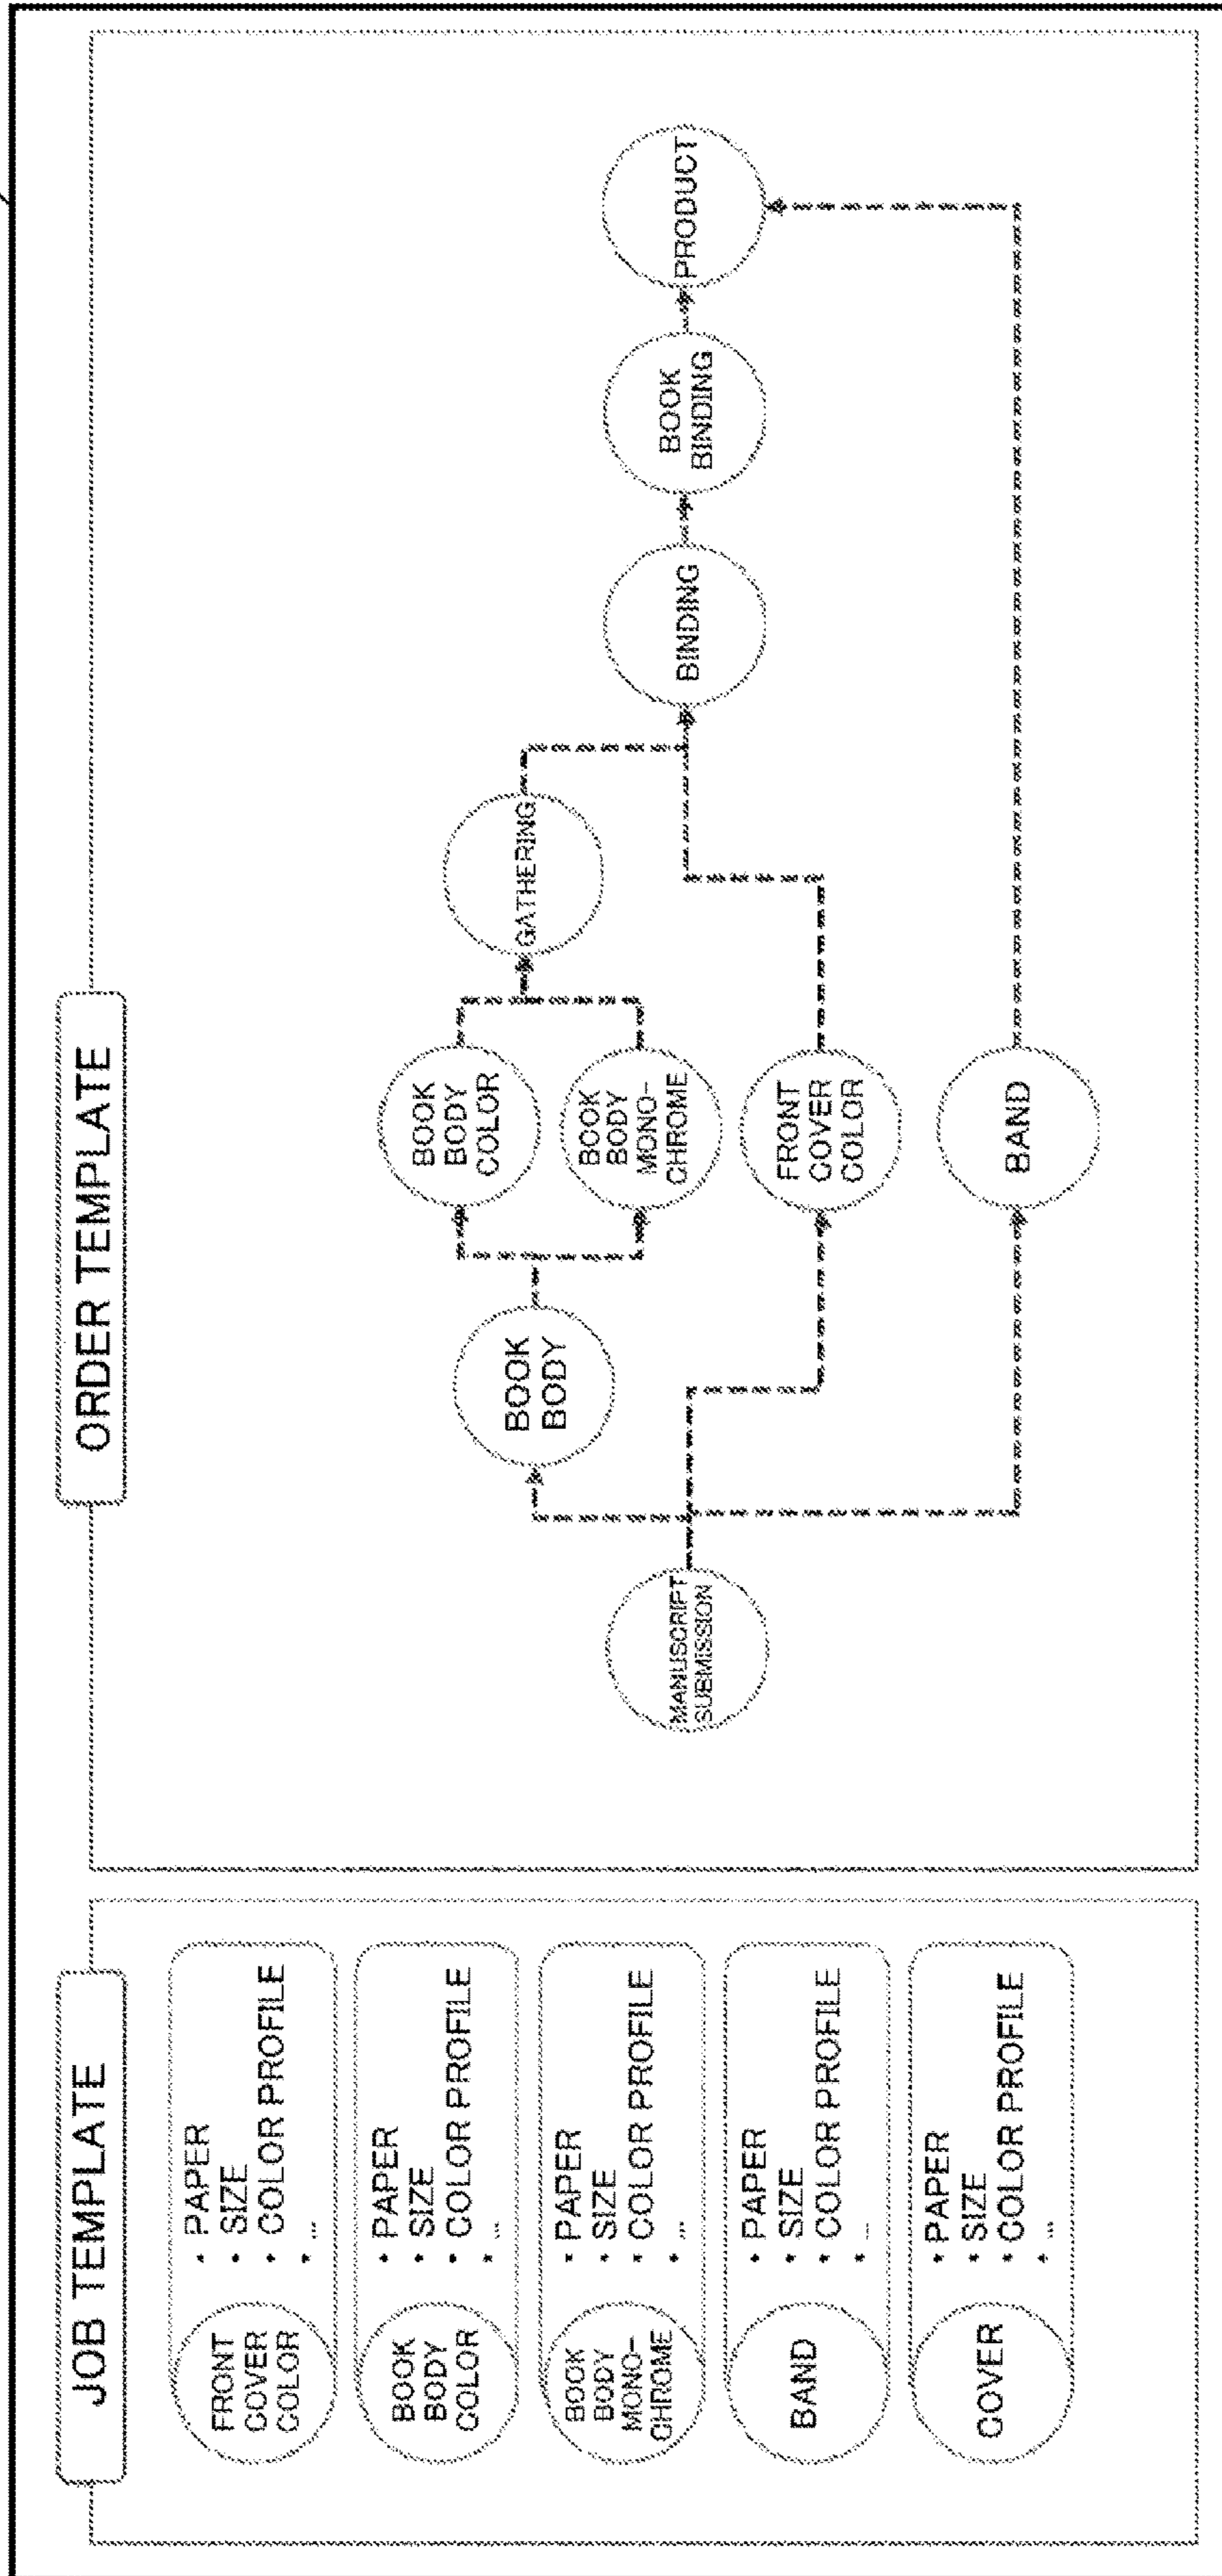 JOB TEMPLATE
FRONT
COVER
COLOR
• PAPER
• SIZE
• COLOR PROFILE
• ...
BOOK
BODY
COLOR
• PAPER
• SIZE
• COLOR PROFILE
• ...
BOOK
BODY
MONO-
CHROME
• PAPER
• SIZE
• COLOR PROFILE
• ...
BAND
• PAPER
• SIZE
• COLOR PROFILE
• ...
COVER
• PAPER
• SIZE
• COLOR PROFILE
• ...
ORDER TEMPLATE
MANUSCRIPT
SUBMISSION
BOOK
BODY
BOOK
BODY
COLOR
BOOK
BODY
MONO-
CHROME
FRONT
COVER
COLOR
BAND
GATHERING
BINDING
BOOK
BINDING
PRODUCT